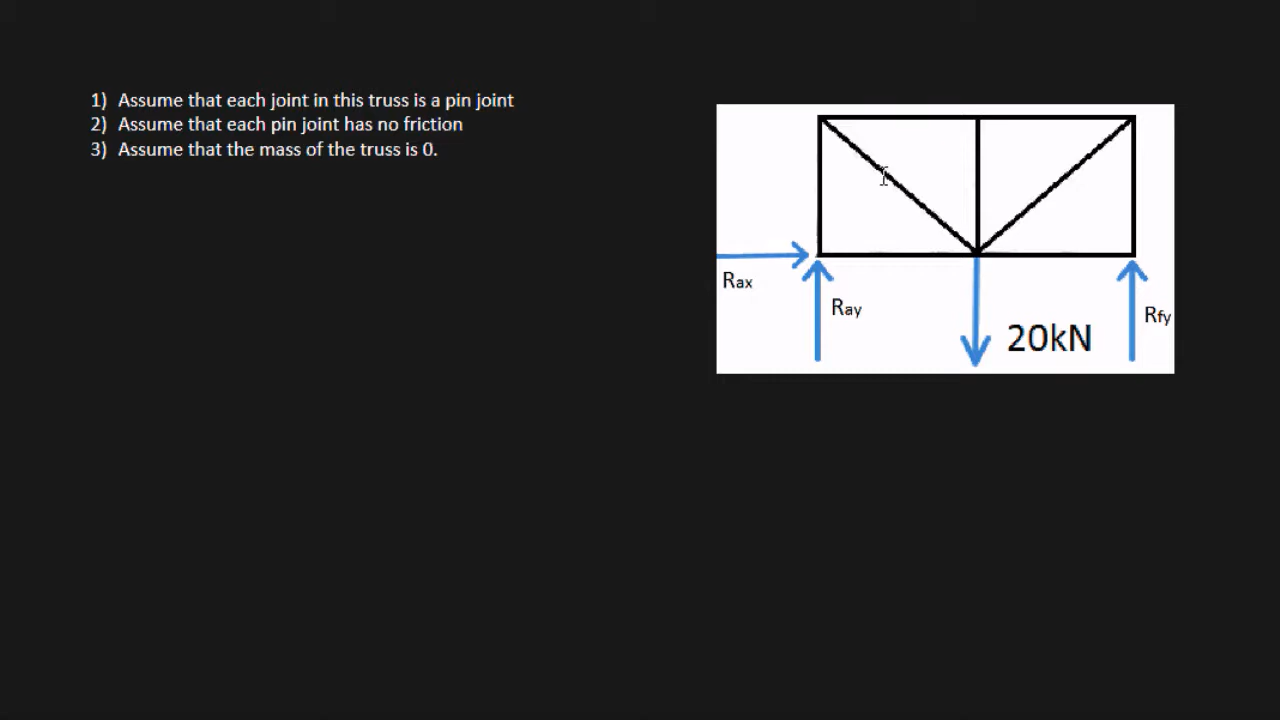 1) Assume that each joint in this truss is a pin joint
2) Assume that each pin joint has no friction
3) Assume that the mass of the truss is 0.
Rax
Ray
20kN
Rfy